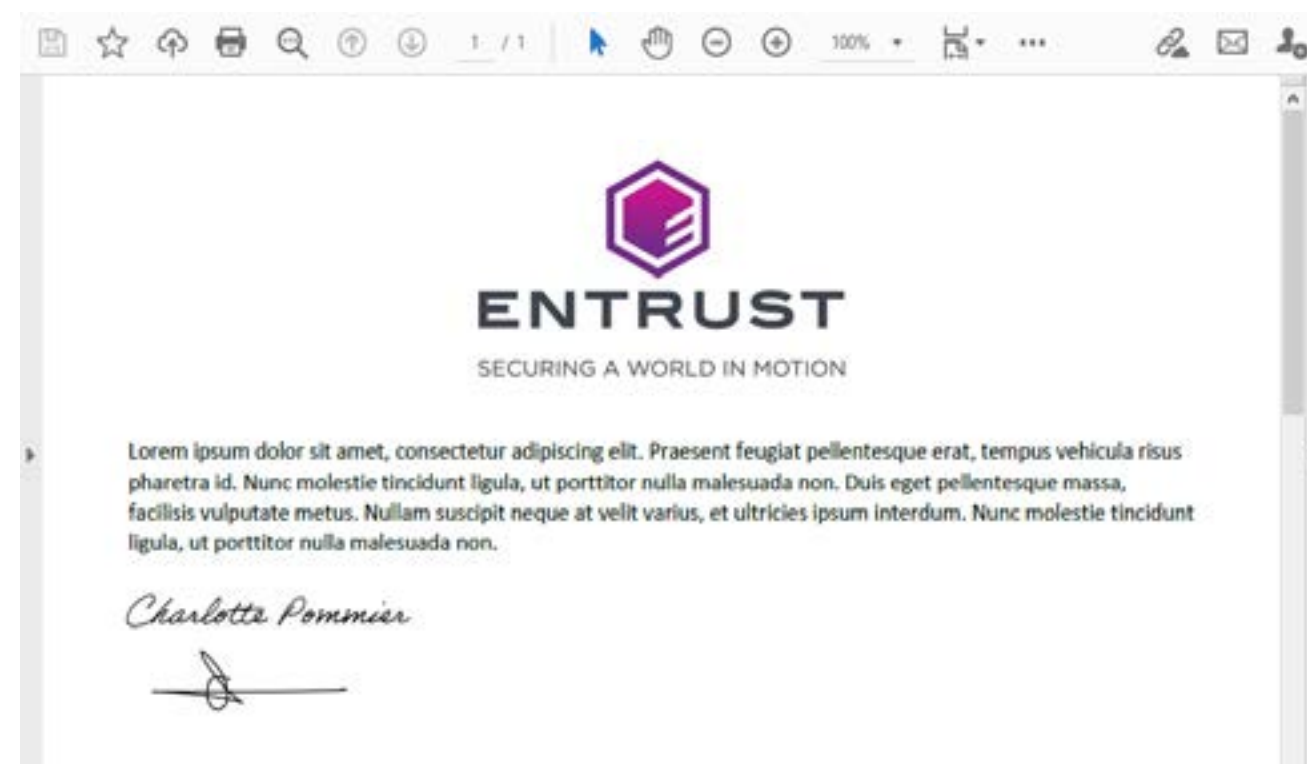 1 / 1 100%
ENTRUST
SECURING A WORLD IN MOTION
Lorem ipsum dolor sit amet, consectetur adipiscing elit. Praesent feugiat pellentesque erat, tempus vehicula risus
pharetra id. Nunc molestie tincidunt ligula, ut porttitor nulla malesuada non. Duis eget pellentesque massa,
facilisis vulputate metus. Nullam suscipit neque at velit varius, et ultricies ipsum interdum. Nunc molestie tincidunt
ligula, ut porttitor nulla malesuada non.
Charlotte Pommier